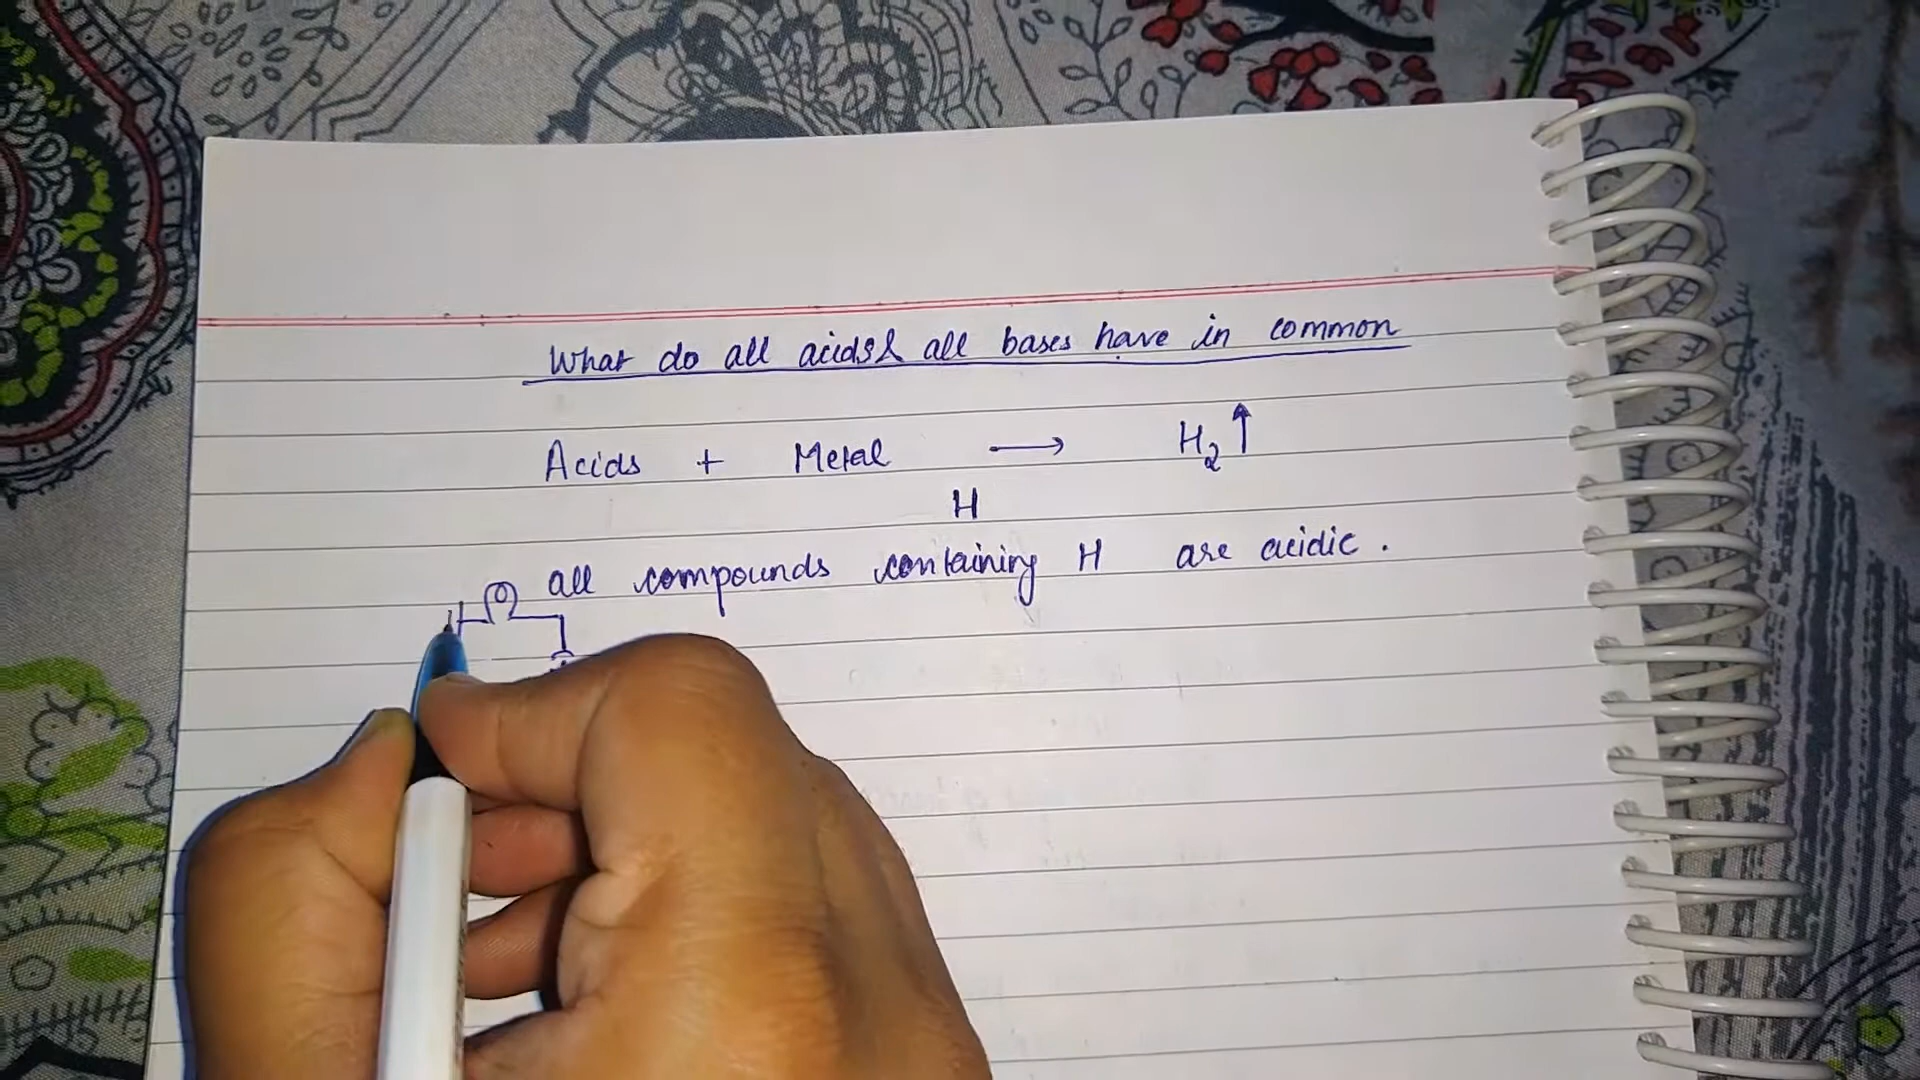 What do all acids & all bases have in common
Acids + Metal ⟶ H₂↑
H
all compounds containing H are acidic.